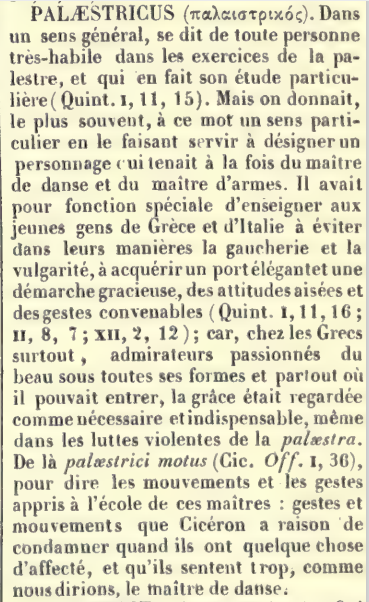 PALÆSTRICUS (παλαιστρικός). Dans
un sens général, se dit de toute personne
très-habile dans les exercices de la pa-
lestre, et qui en fait son étude particu-
lière (Quint. I, 11, 15). Mais on donnait,
le plus souvent, à ce mot un sens parti-
culier en le faisant servir à désigner un
personnage qui tenait à la fois du maître
de danse et du maître d'armes. Il avait
pour fonction spéciale d'enseigner aux
jeunes gens de Grèce et d'Italie à éviter
dans leurs manières la gaucherie et la
vulgarité, à acquérir un port élégant et une
démarche gracieuse, des attitudes aisées et
des gestes convenables (Quint. I, 11, 16;
II, 8, 7; XII, 2, 12); car, chez les Grecs
surtout, admirateurs passionnés du
beau sous toutes ses formes et partout où
il pouvait entrer, la grâce était regardée
comme nécessaire et indispensable, même
dans les luttes violentes de la palæstra.
De là palæstrici motus (Cic. Off. I, 36),
pour dire les mouvements et les gestes
appris à l'école de ces maîtres : gestes et
mouvements que Cicéron a raison de
condamner quand ils ont quelque chose
d'affecté, et qu'ils sentent trop, comme
nous dirions, le maître de danse.